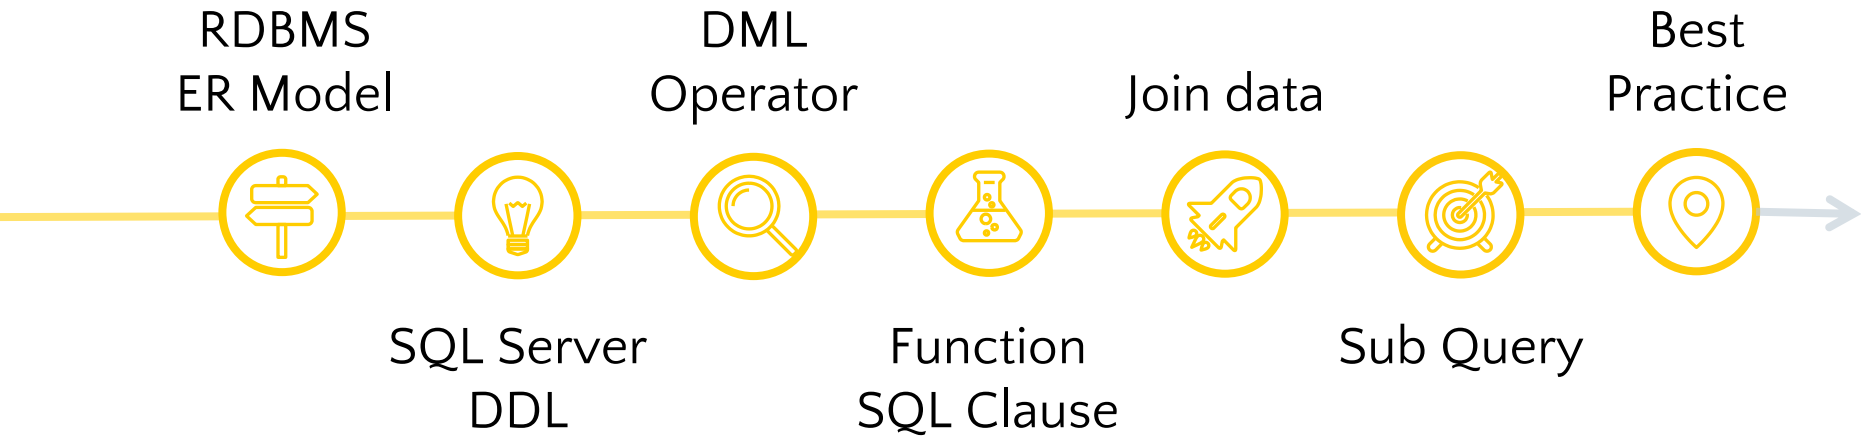 RDBMS
ER Model
SQL Server
DDL
DML
Operator
Function
SQL Clause
Join data
Sub Query
Best
Practice